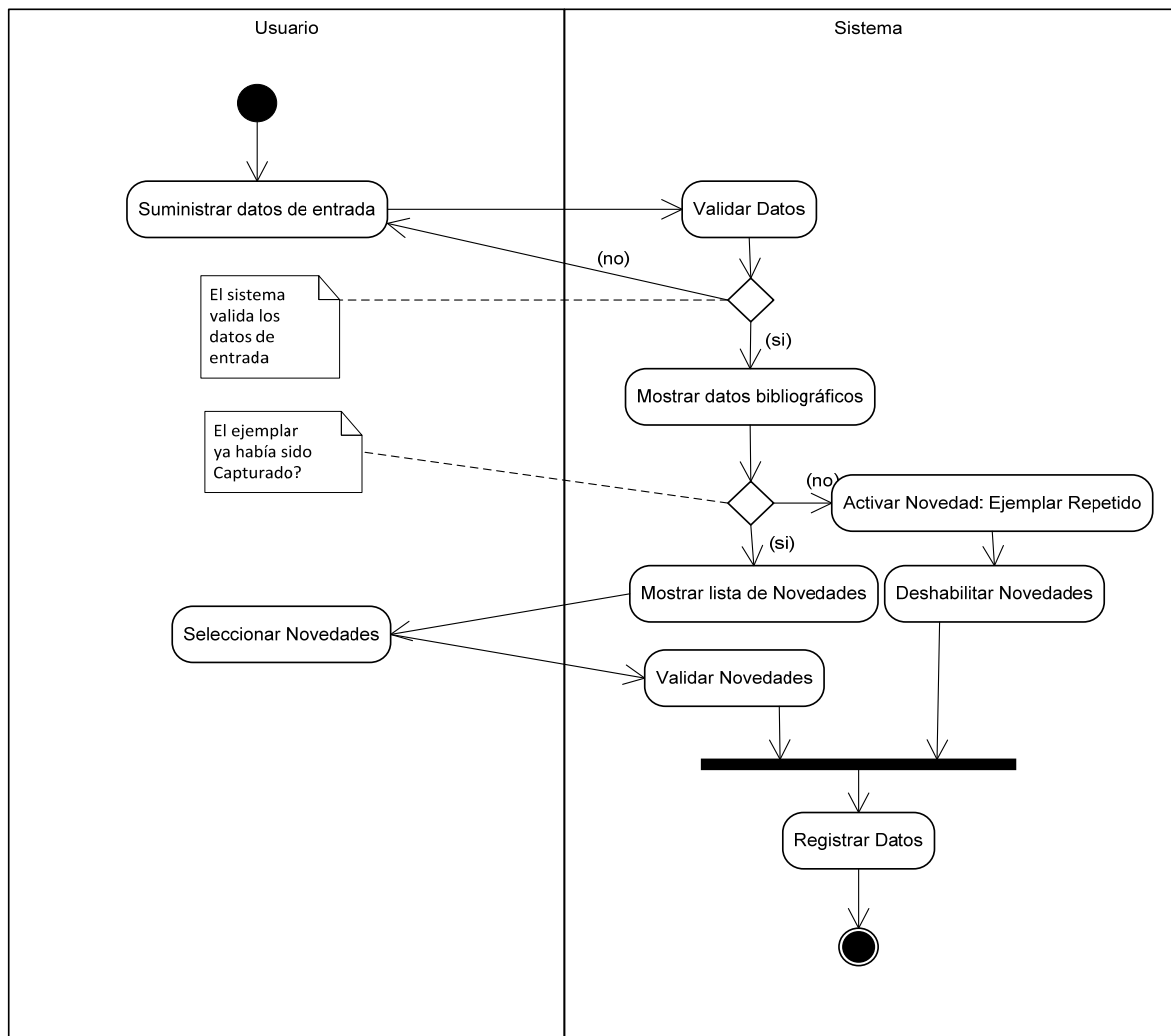 Usuario
Sistema
Suministrar datos de entrada
Validar Datos
(no)
El sistema
valida los
datos de
entrada
(si)
Mostrar datos bibliográficos
El ejemplar
ya había sido
Capturado?
(no)
Activar Novedad: Ejemplar Repetido
(si)
Mostrar lista de Novedades
Deshabilitar Novedades
Seleccionar Novedades
Validar Novedades
Registrar Datos